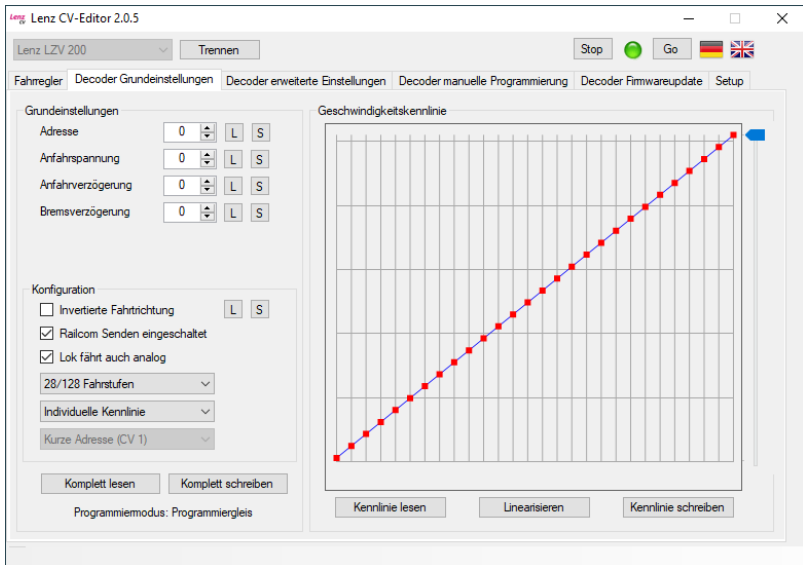 Lenz CV Lenz CV-Editor 2.0.5
Lenz LZV 200 Trennen Stop Go
Fahrregler Decoder Grundeinstellungen Decoder erweiterte Einstellungen Decoder manuelle Programmierung Decoder Firmwareupdate Setup
Grundeinstellungen
Adresse 0 L S
Anfahrspannung 0 L S
Anfahrverzögerung 0 L S
Bremsverzögerung 0 L S
Konfiguration
Invertierte Fahrtrichtung L S
Railcom Senden eingeschaltet
Lok fährt auch analog
28/128 Fahrstufen
Individuelle Kennlinie
Kurze Adresse (CV 1)
Komplett lesen Komplett schreiben
Programmiermodus: Programmiergleis
Geschwindigkeitskennlinie
Kennlinie lesen Linearisieren Kennlinie schreiben